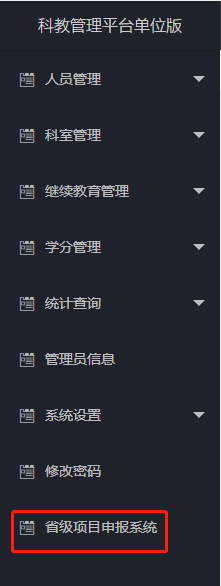 科教管理平台单位版
人员管理
科室管理
继续教育管理
学分管理
统计查询
管理员信息
系统设置
修改密码
省级项目申报系统